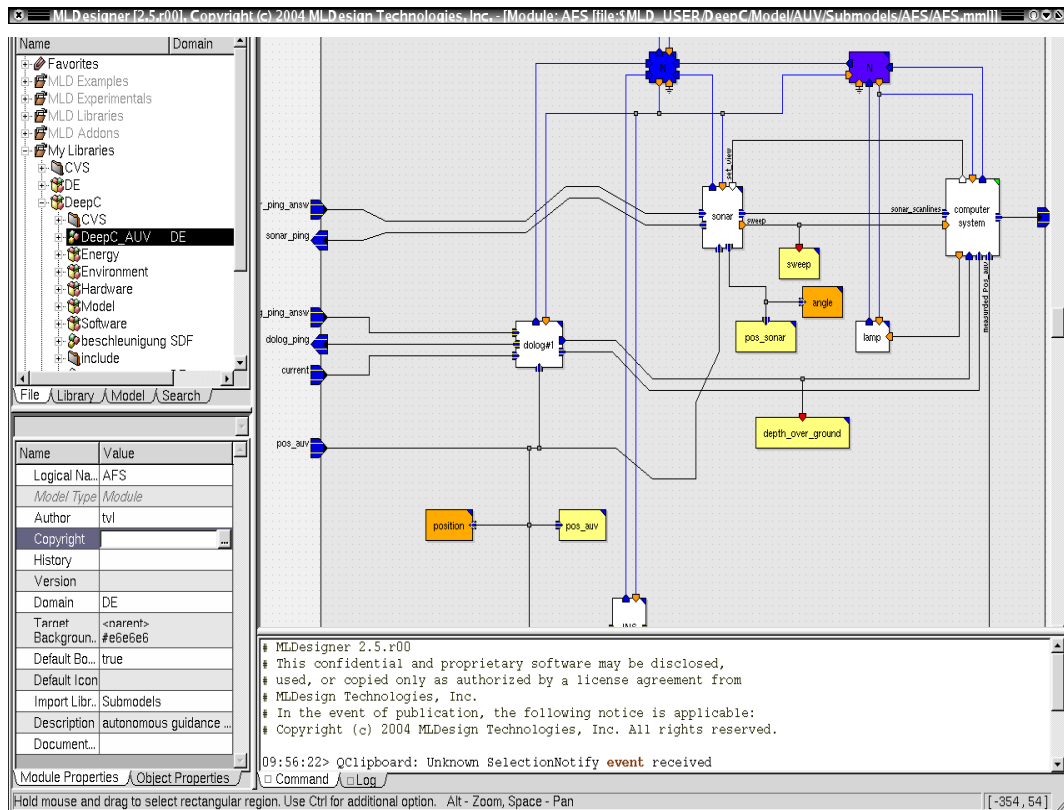 MLDesigner [2.5.r00]. Copyright (c) 2004 MLDesign Technologies, Inc. - [Module: AFS [file:$MLD_USER/DeepC/Model/AUV/Submodels/AFS/AFS.mml]]
Name Domain
Favorites
MLD Examples
MLD Experimentals
MLD Libraries
MLD Addons
My Libraries
CVS
DE
DeepC
CVS
DeepC_AUV DE
Energy
Environment
Hardware
Model
Software
beschleunigung SDF
include
File Library Model Search
Name Value
Logical Na... AFS
Model Type Module
Author tvl
Copyright ...
History
Version
Domain DE
Target <parent>
Backgroun... #e6e6e6
Default Bo... true
Default Icon
Import Libr... Submodels
Description autonomous guidance ...
Document...
Module Properties Object Properties
N N
set_view
r_ping_answ
sonar_ping
sonar
sweep
sonar_scanlines
computer
system
measurded Pos_auv
sweep
angle
pos_sonar
lamp
g_ping_answ
dolog_ping
current
dolog#1
depth_over_ground
pos_auv
position
pos_auv
INS
# MLDesigner 2.5.r00
# This confidential and proprietary software may be disclosed,
# used, or copied only as authorized by a license agreement from
# MLDesign Technologies, Inc.
# In the event of publication, the following notice is applicable:
# Copyright (c) 2004 MLDesign Technologies, Inc. All rights reserved.
09:56:22> QClipboard: Unknown SelectionNotify event received
Command Log
Hold mouse and drag to select rectangular region. Use Ctrl for additional option. Alt - Zoom, Space - Pan [-354, 54]